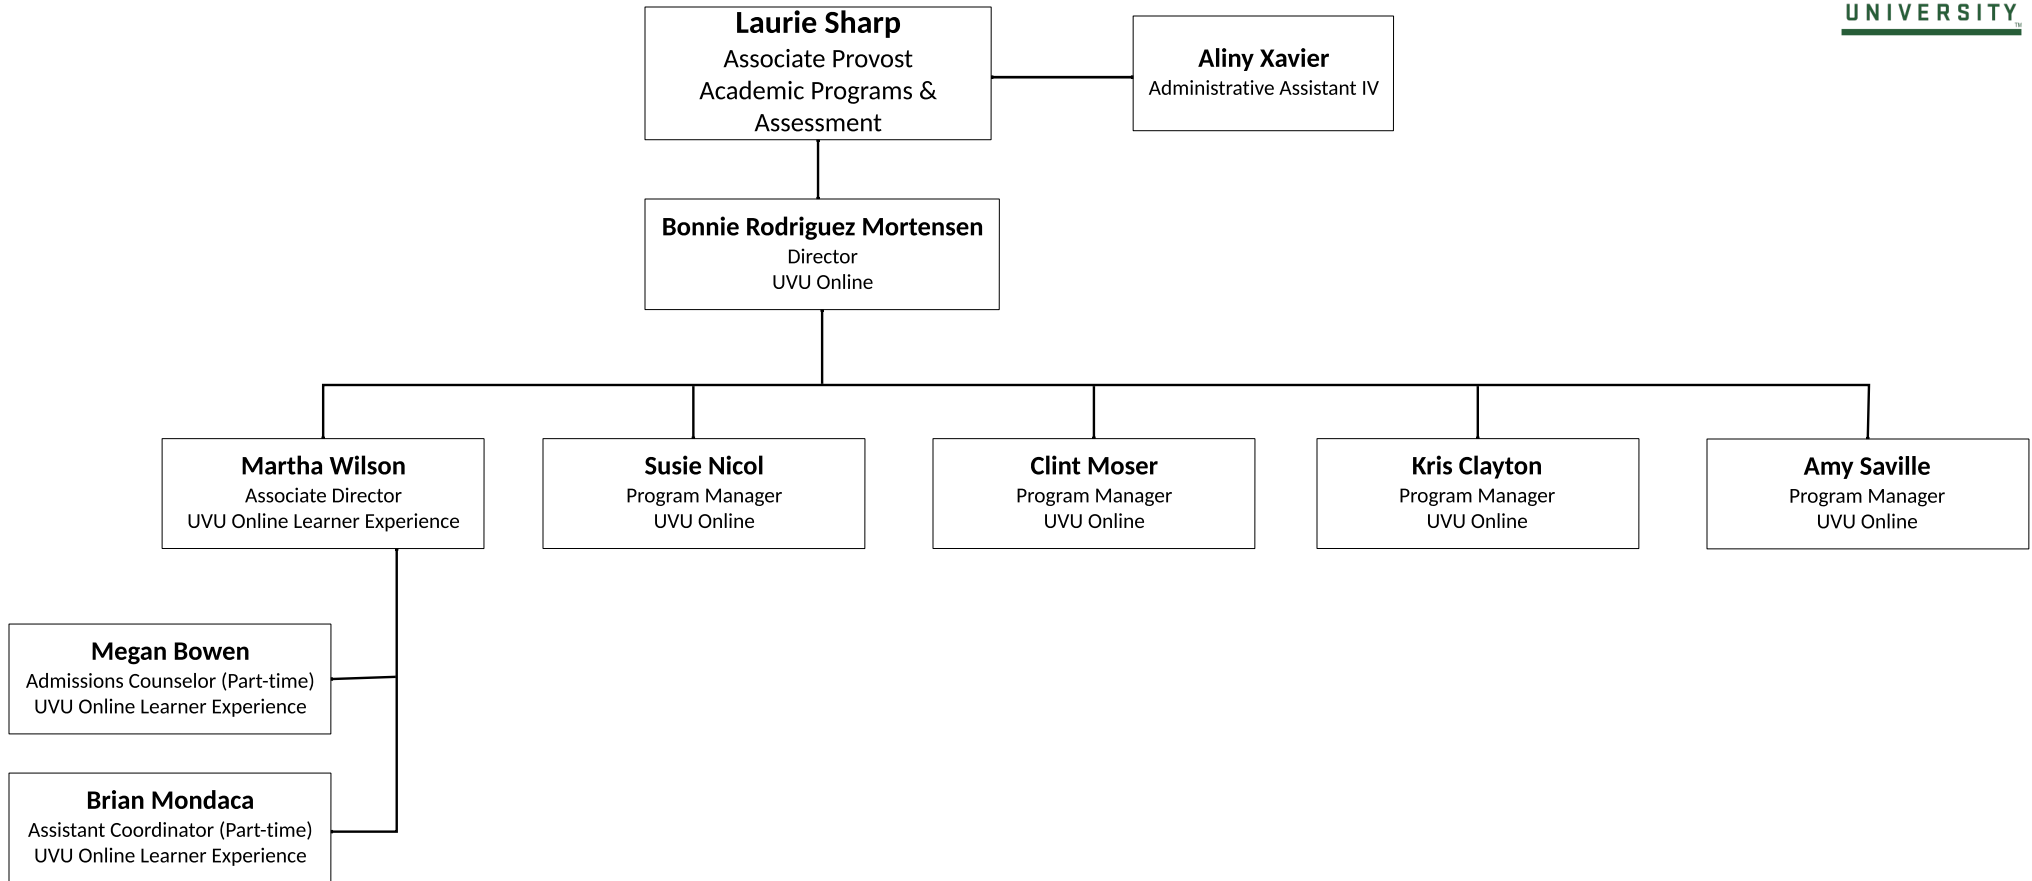 UNIVERSITY
TM
Laurie Sharp
Associate Provost
Academic Programs &
Assessment
Aliny Xavier
Administrative Assistant IV
Bonnie Rodriguez Mortensen
Director
UVU Online
Martha Wilson
Associate Director
UVU Online Learner Experience
Susie Nicol
Program Manager
UVU Online
Clint Moser
Program Manager
UVU Online
Kris Clayton
Program Manager
UVU Online
Amy Saville
Program Manager
UVU Online
Megan Bowen
Admissions Counselor (Part-time)
UVU Online Learner Experience
Brian Mondaca
Assistant Coordinator (Part-time)
UVU Online Learner Experience